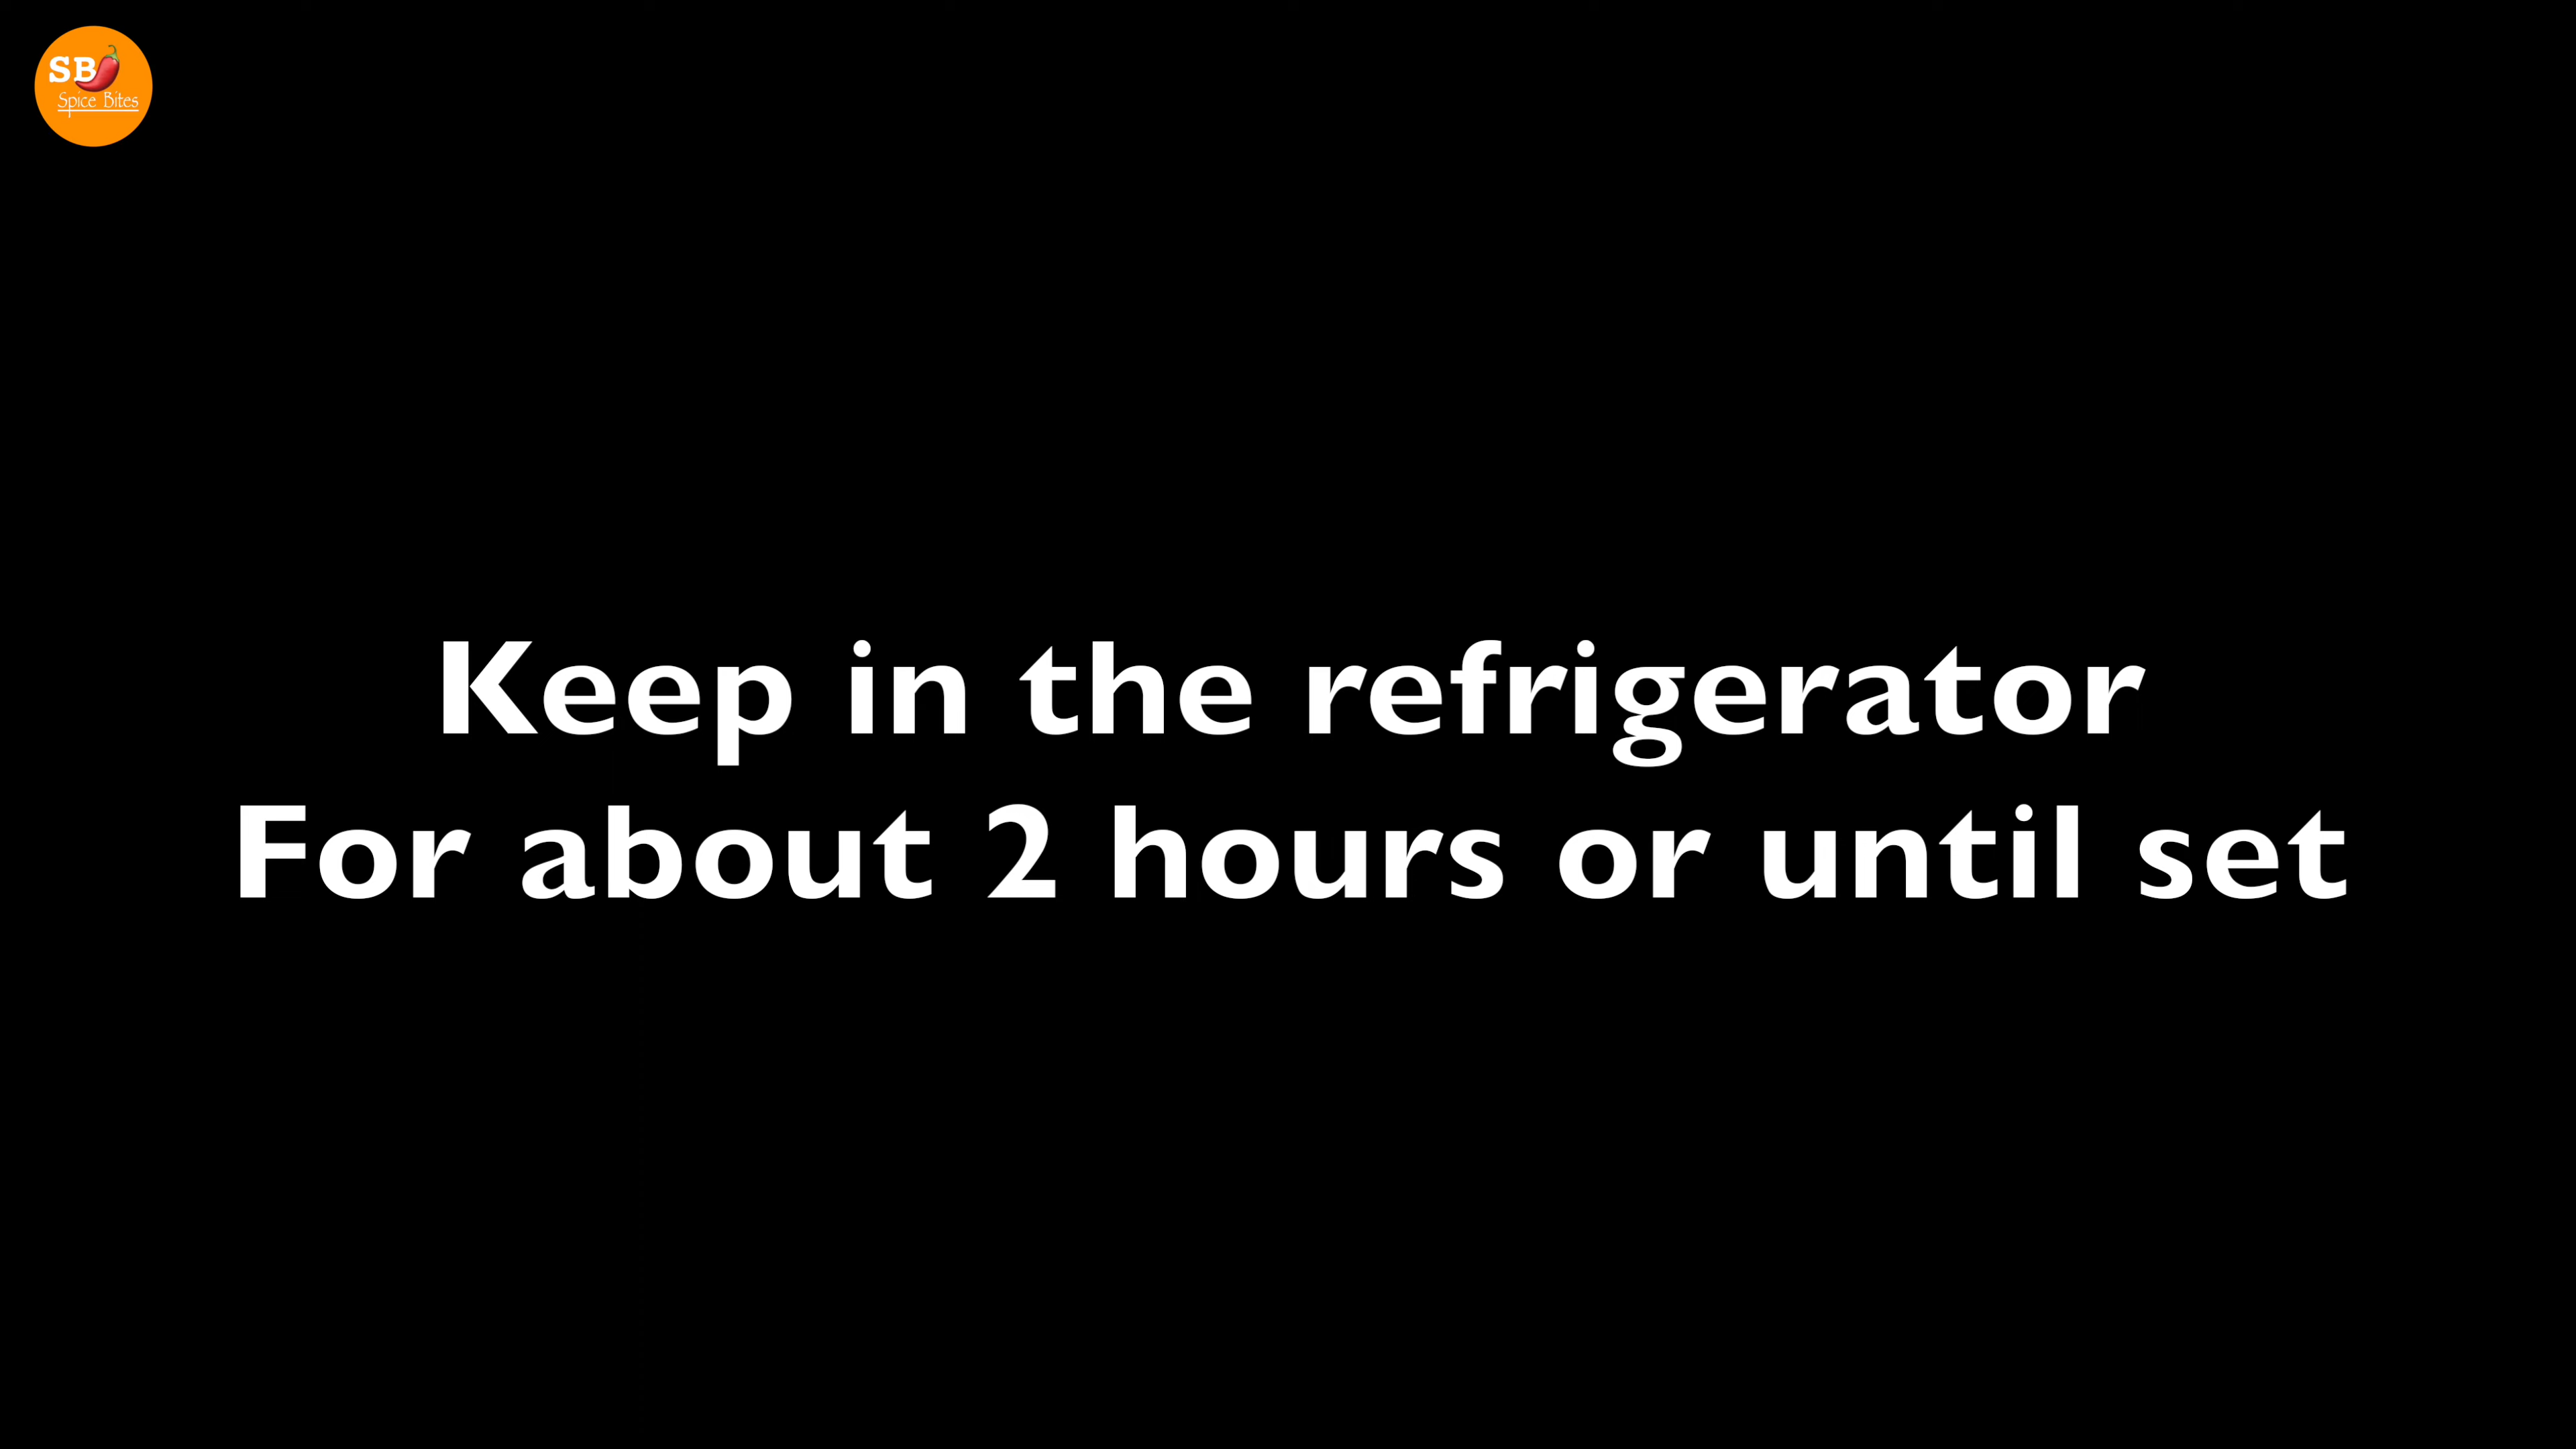 SB
Spice Bites
Keep in the refrigerator
For about 2 hours or until set